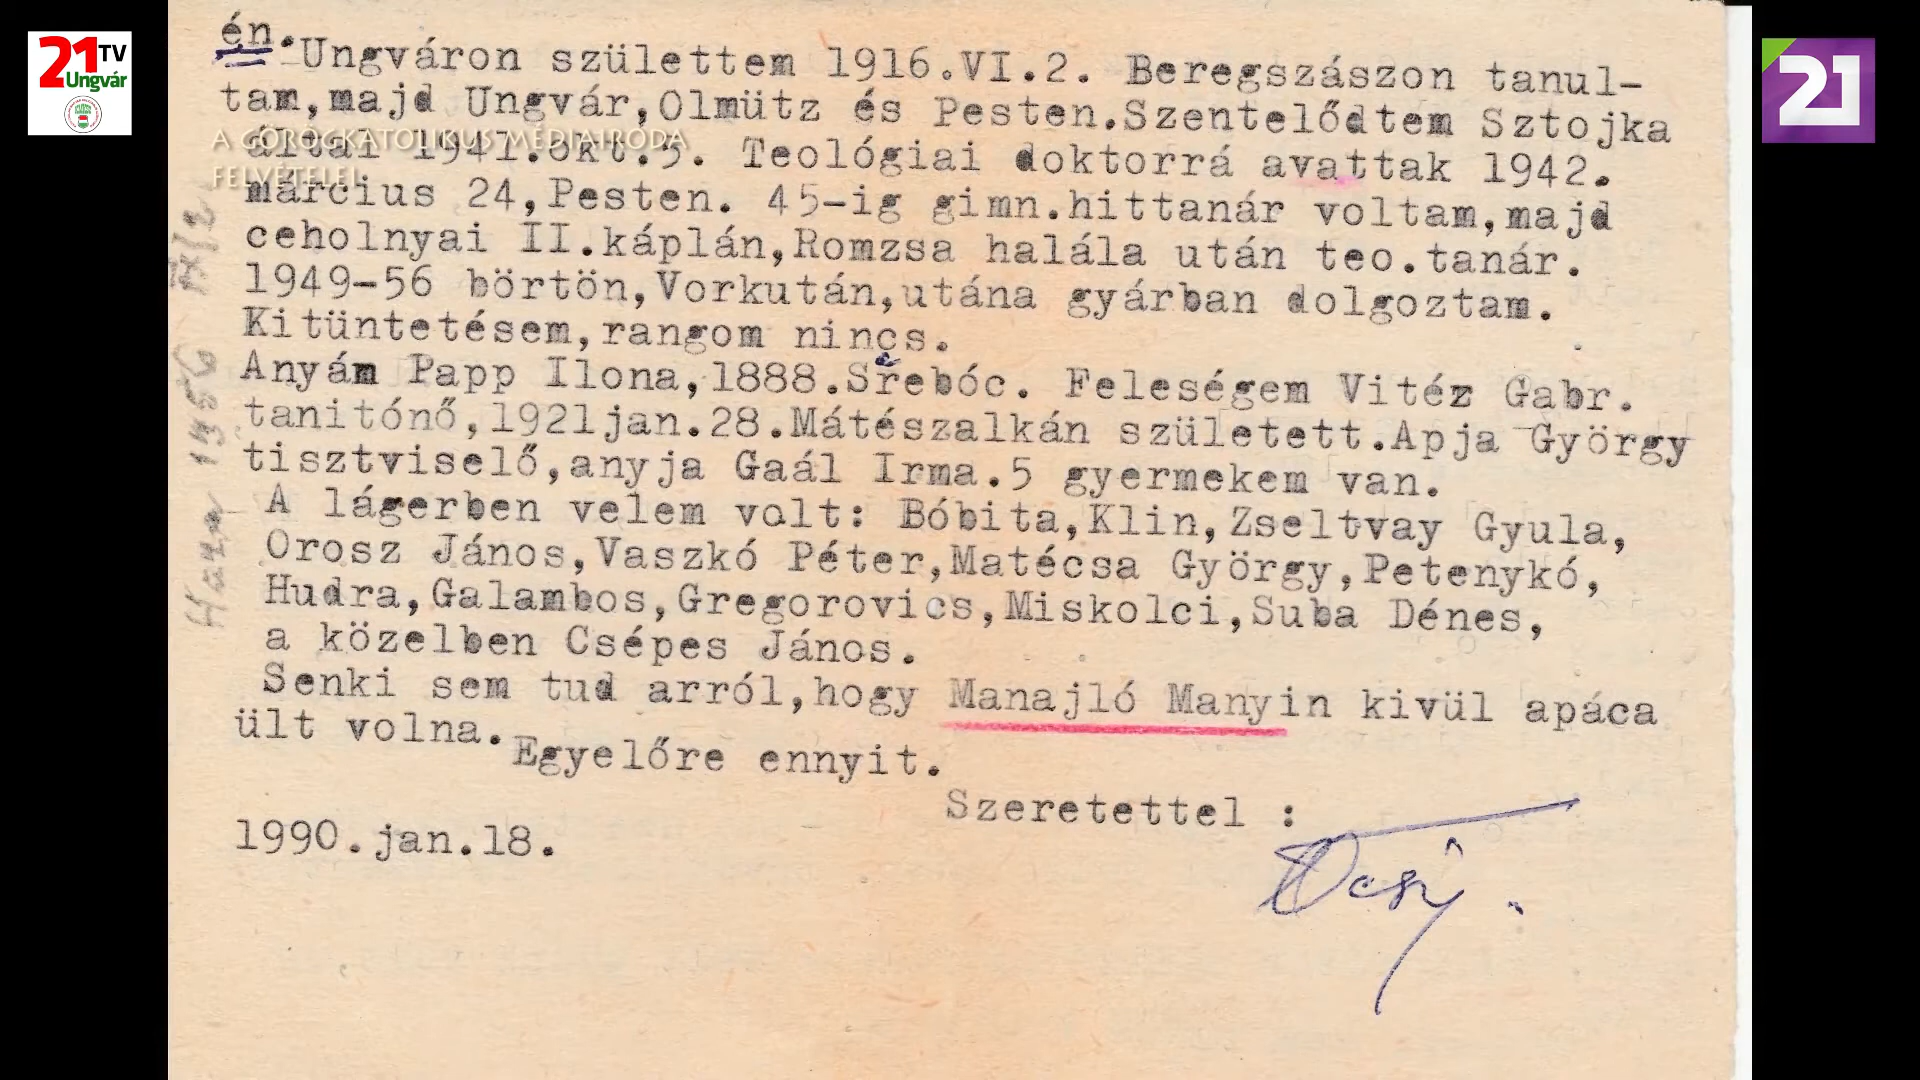 21 TV
Ungvár
21
én. Ungváron születtem 1916.VI.2. Beregszászon tanul-
tam,majd Ungvár,Olmütz és Pesten.Szentelődtem Sztojka
által 1941.okt.5. Teológiai doktorrá avattak 1942.
A GÖRÖGKATOLIKUS MÉDIAIRODA
FELVÉTELEI
március 24,Pesten. 45-ig gimn.hittanár voltam,majd
ceholnyai II.káplán,Romzsa halála után teo.tanár.
1949-56 börtön,Vorkután,utána gyárban dolgoztam.
Kitüntetésem,rangom nincs.
Anyám Papp Ilona,1888.Srebóc. Feleségem Vitéz Gabr.
tanitónő,1921jan.28.Mátészalkán született.Apja György
tisztviselő,anyja Gaál Irma.5 gyermekem van.
A lágerben velem volt: Bóbita,Klin,Zseltvay Gyula,
Orosz János,Vaszkó Péter,Matécsa György,Petenykó,
Hudra,Galambos,Gregorovics,Miskolci,Suba Dénes,
a közelben Csépes János.
Senki sem tud arról,hogy Manajló Manyin kivül apáca
ült volna.
Egyelőre ennyit.
Szeretettel :
1990.jan.18.
Öcsi.
1956